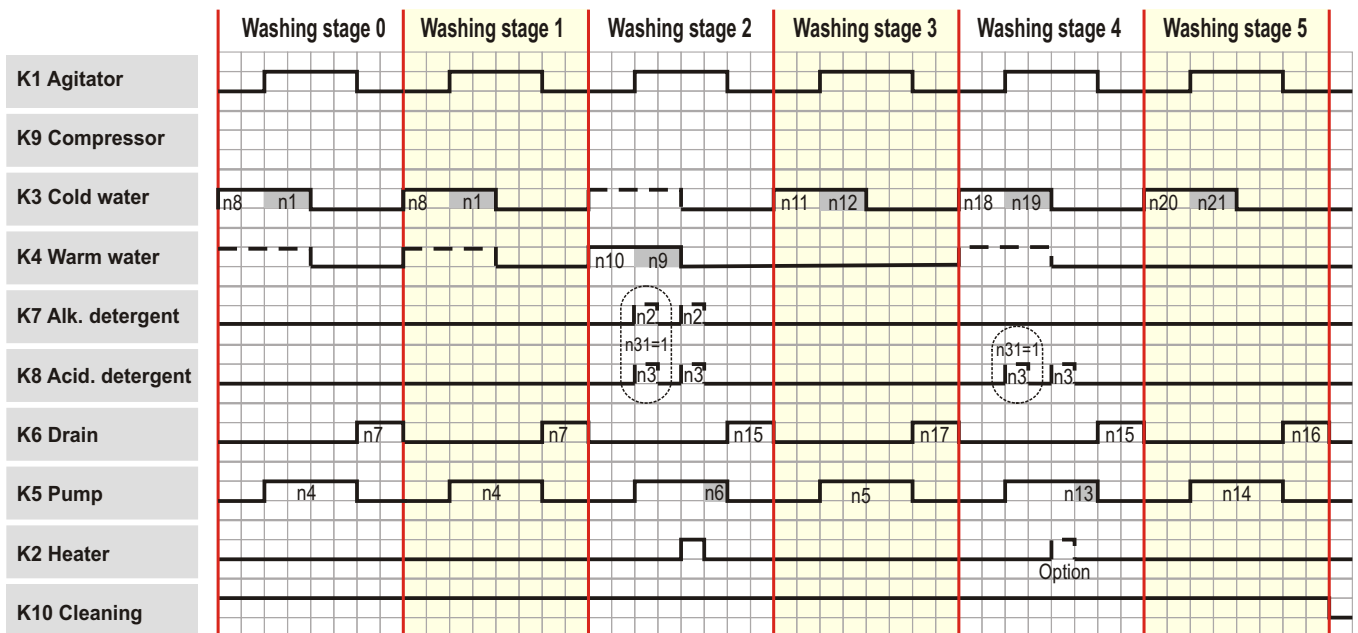 Washing stage 0 Washing stage 1 Washing stage 2 Washing stage 3 Washing stage 4 Washing stage 5
K1 Agitator
K9 Compressor
K3 Cold water n8 n1 n8 n1 n11 n12 n18 n19 n20 n21
K4 Warm water n10 n9
K7 Alk. detergent n2 n2
n31=1 n31=1
K8 Acid. detergent n3 n3 n3 n3
K6 Drain n7 n7 n15 n17 n15 n16
K5 Pump n4 n4 n6 n5 n13 n14
K2 Heater
Option
K10 Cleaning